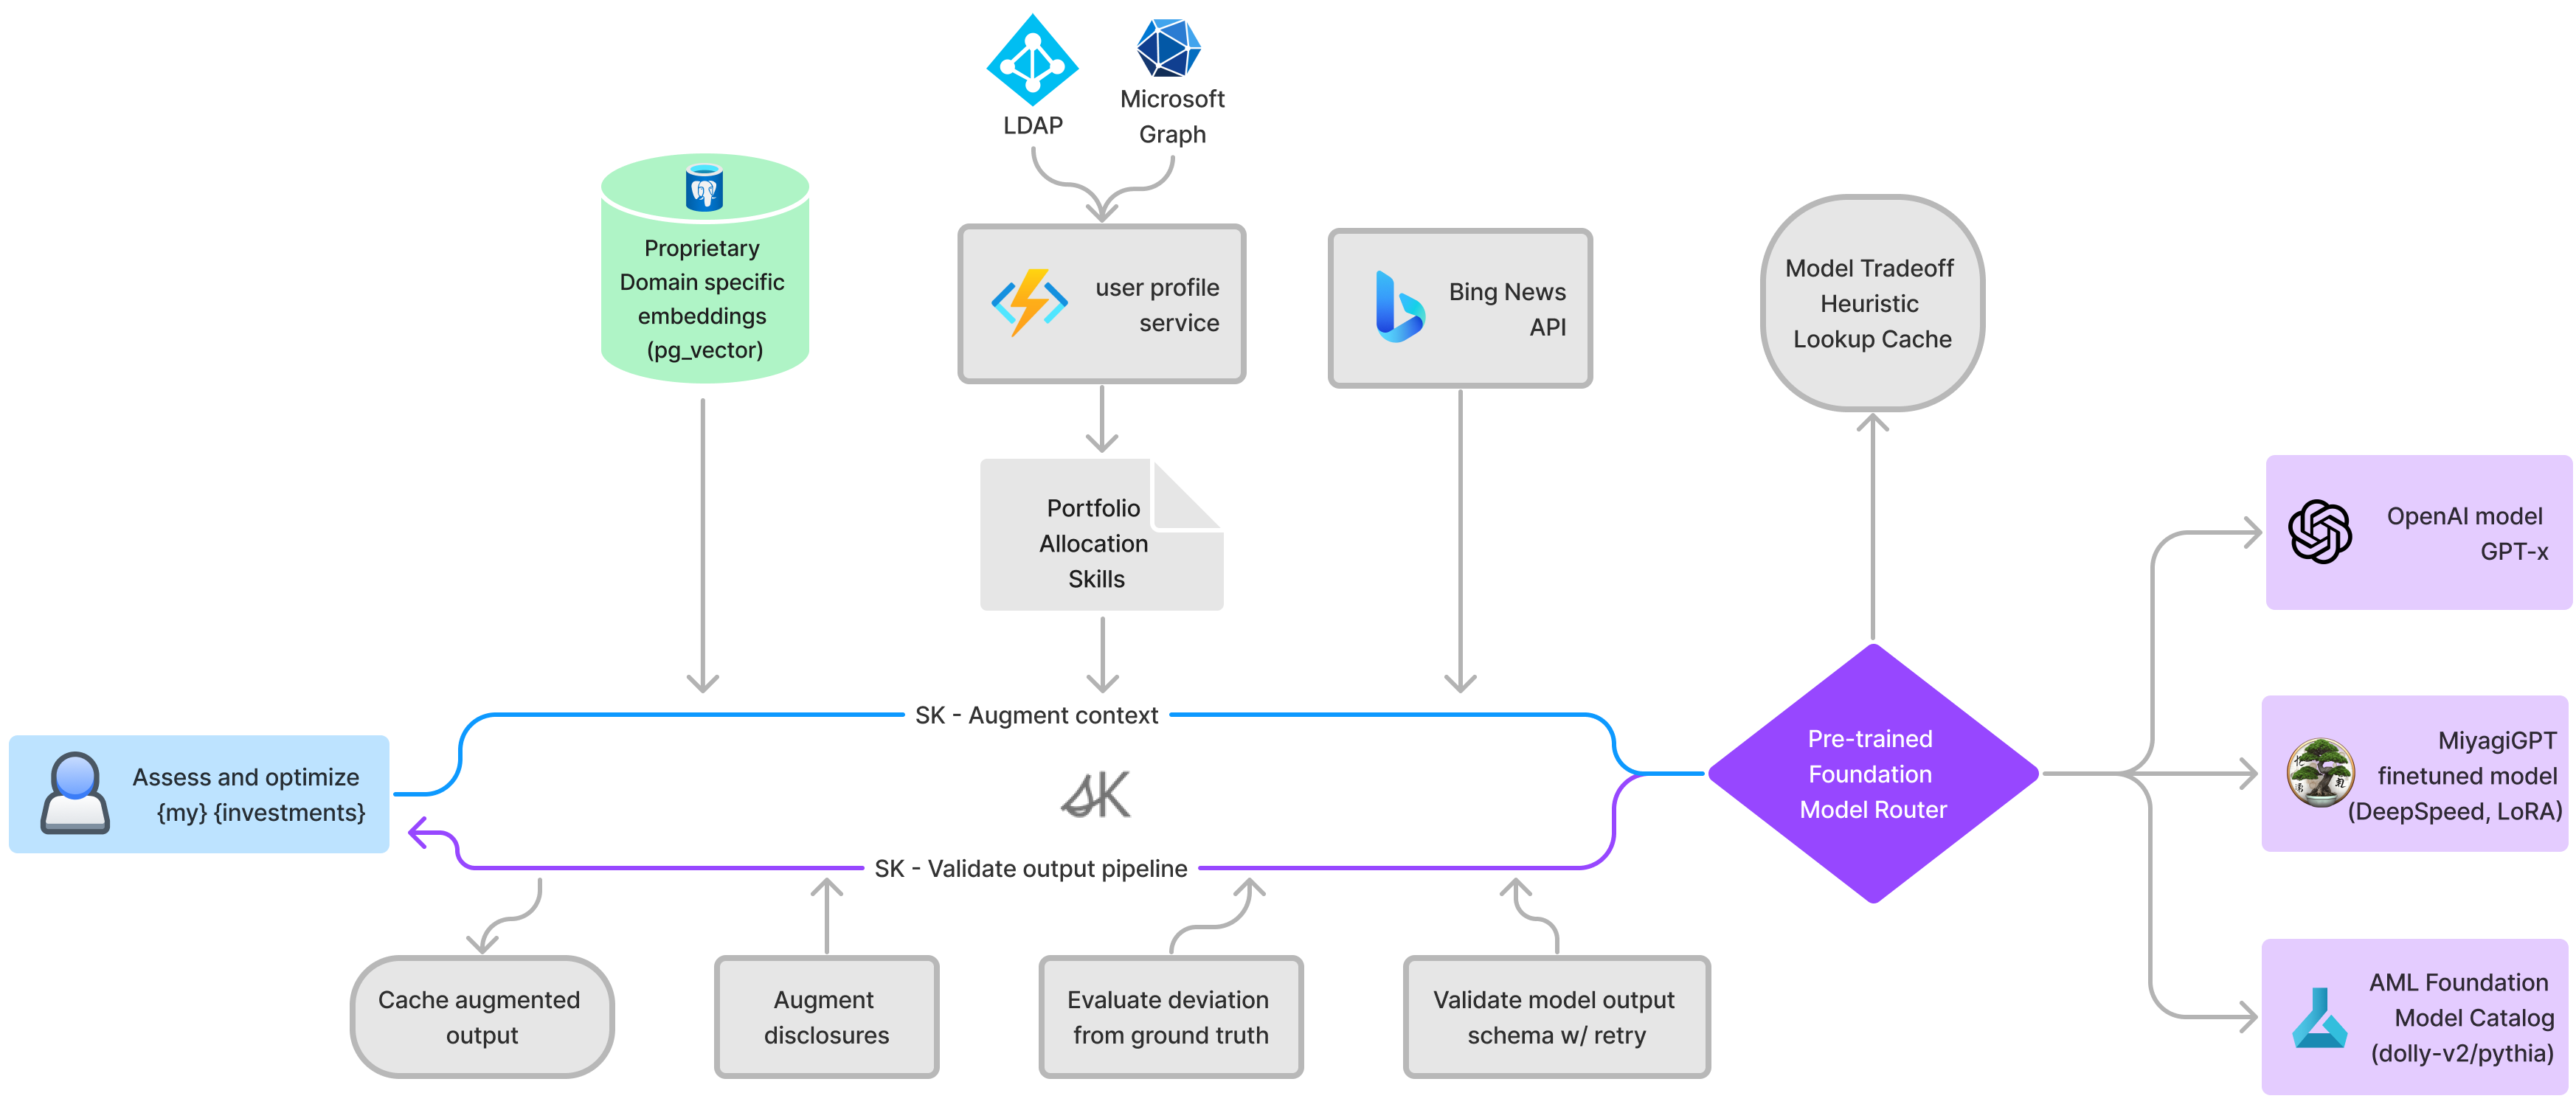 LDAP
Microsoft
Graph
Proprietary
Domain specific
embeddings
(pg_vector)
user profile
service
Bing News
API
Model Tradeoff
Heuristic
Lookup Cache
Portfolio
Allocation
Skills
OpenAI model
GPT-x
SK - Augment context
Assess and optimize
{my} {investments}
SK
Pre-trained
Foundation
Model Router
MiyagiGPT
finetuned model
(DeepSpeed, LoRA)
SK - Validate output pipeline
Cache augmented
output
Augment
disclosures
Evaluate deviation
from ground truth
Validate model output
schema w/ retry
AML Foundation
Model Catalog
(dolly-v2/pythia)